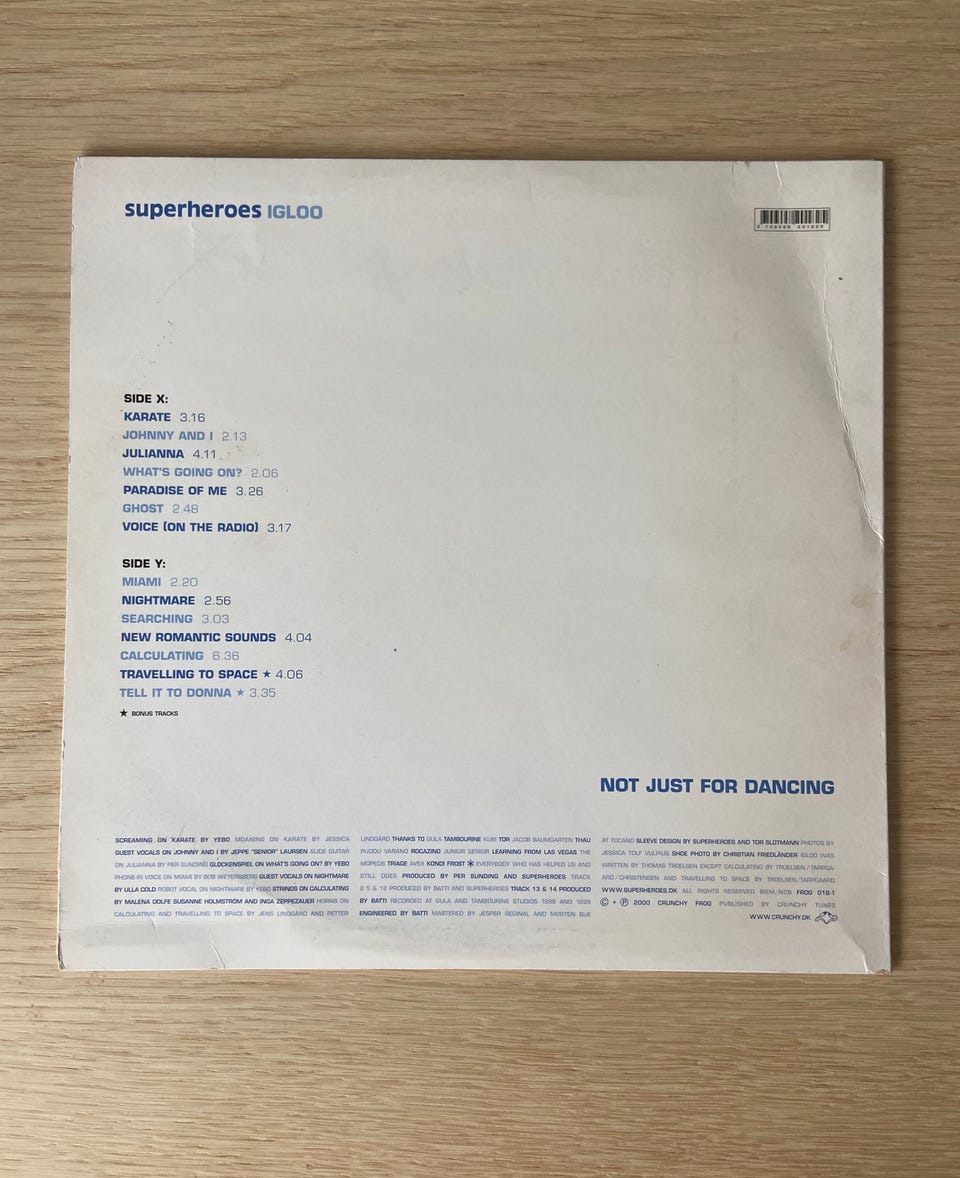 superheroes IGLOO
SIDE X:
KARATE 3.16
JOHNNY AND I 2.13
JULIANNA 4.11
WHAT'S GOING ON? 2.06
PARADISE OF ME 3.26
GHOST 2.48
VOICE (ON THE RADIO) 3.17
SIDE Y:
MIAMI 2.20
NIGHTMARE 2.56
SEARCHING 3.03
NEW ROMANTIC SOUNDS 4.04
CALCULATING 6.36
TRAVELLING TO SPACE ★ 4.06
TELL IT TO DONNA ★ 3.35
★ BONUS TRACKS
NOT JUST FOR DANCING
SCREAMING ON KARATE BY YEBO MOANING ON KARATE BY JESSICA
GUEST VOCALS ON JOHNNY AND I BY JEPPE "SENIOR" LAURSEN SLIDE GUITAR
ON JULIANNA BY PER SUNDING GLOCKENSPIEL ON WHAT'S GOING ON? BY YEBO
PHONE-IN VOICE ON MIAMI BY BOB WEYERSBERG GUEST VOCALS ON NIGHTMARE
BY ULLA COLD ROBOT VOCAL ON NIGHTMARE BY YEBO STRINGS ON CALCULATING
BY MALENA DOLFE SUSANNE HOLMSTRÖM AND INGA ZEPPEZAUER HORNS ON
CALCULATING AND TRAVELLING TO SPACE BY JENS LINDGÅRD AND PETTER
LINDGÅRD THANKS TO GULA TAMBOURINE KUBI TOR JACOB BAUMGARTEN THAU
PUDDU VARANO ROCAZINO JUNIOR SENIOR LEARNING FROM LAS VEGAS THE
MOPEDS TRIAGE AVEX KONDI FROST * EVERYBODY WHO HAS HELPED US AND
STILL DOES PRODUCED BY PER SUNDING AND SUPERHEROES TRACK
2 5 & 12 PRODUCED BY BATTI AND SUPERHEROES TRACK 13 & 14 PRODUCED
BY BATTI RECORDED AT GULA AND TAMBOURINE STUDIOS 1998 AND 1999
ENGINEERED BY BATTI MASTERED BY JESPER REGINAL AND MORTEN BUE
AT TOCANO SLEEVE DESIGN BY SUPERHEROES AND TOR SLOTMANN PHOTOS BY
JESSICA TOLF VULPIUS SHOE PHOTO BY CHRISTIAN FRIEDLÄNDER IGLOO WAS
WRITTEN BY THOMAS TROELSEN EXCEPT CALCULATING BY TROELSEN/TARPGA-
ARD/CHRISTENSEN AND TRAVELLING TO SPACE BY TROELSEN/TARPGAARD
WWW.SUPERHEROES.DK ALL RIGHTS RESERVED BIEM/NCB FROG 018-1
© + ℗ 2000 CRUNCHY FROG PUBLISHED BY CRUNCHY TUNES
WWW.CRUNCHY.DK